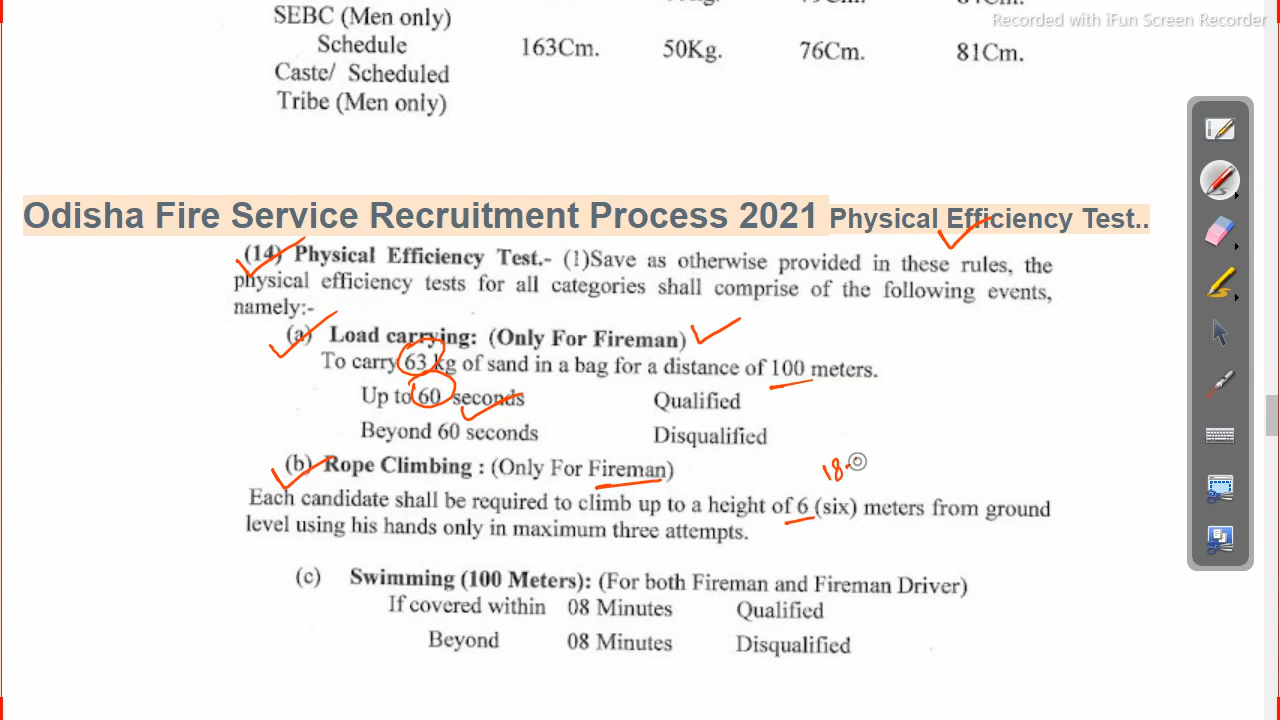 Recorded with iFun Screen Recorder
SEBC (Men only)
Schedule 163Cm. 50Kg. 76Cm. 81Cm.
Caste/ Scheduled
Tribe (Men only)
Odisha Fire Service Recruitment Process 2021 Physical Efficiency Test..
(14) Physical Efficiency Test.- (1)Save as otherwise provided in these rules, the
physical efficiency tests for all categories shall comprise of the following events,
namely:-
(a) Load carrying: (Only For Fireman)
To carry 63 kg of sand in a bag for a distance of 100 meters.
Up to 60 seconds Qualified
Beyond 60 seconds Disqualified
(b) Rope Climbing : (Only For Fireman)
18
Each candidate shall be required to climb up to a height of 6 (six) meters from ground
level using his hands only in maximum three attempts.
(c) Swimming (100 Meters): (For both Fireman and Fireman Driver)
If covered within 08 Minutes Qualified
Beyond 08 Minutes Disqualified